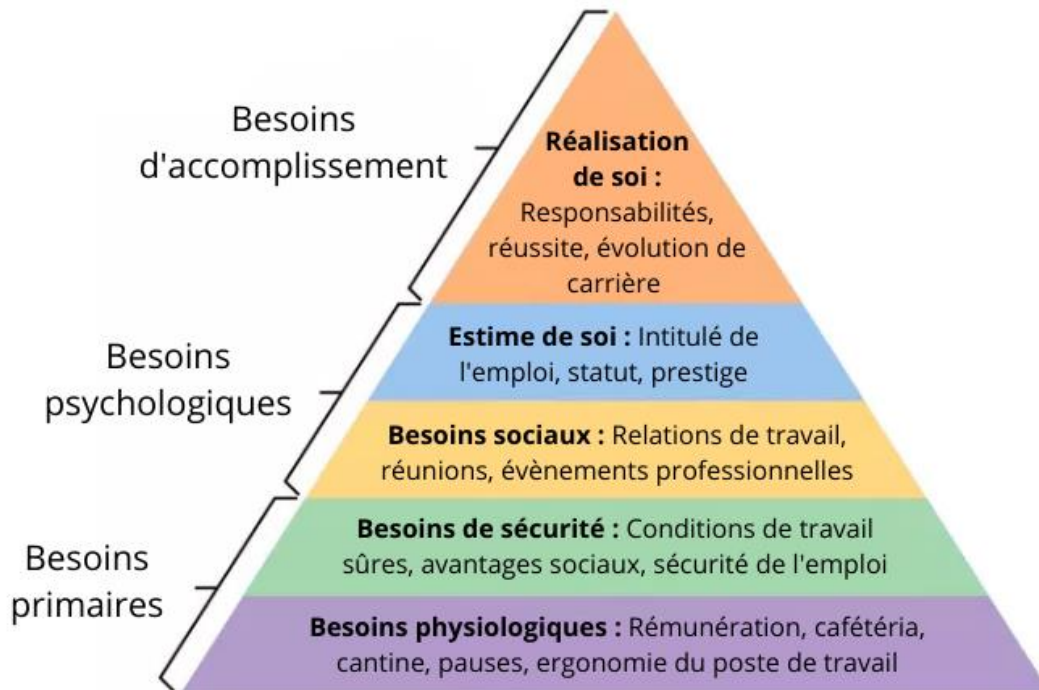 Besoins
d'accomplissement
Réalisation
de soi :
Responsabilités,
réussite, évolution de
carrière
Besoins
psychologiques
Estime de soi : Intitulé de
l'emploi, statut, prestige
Besoins sociaux : Relations de travail,
réunions, évènements professionnelles
Besoins
primaires
Besoins de sécurité : Conditions de travail
sûres, avantages sociaux, sécurité de l'emploi
Besoins physiologiques : Rémunération, cafétéria,
cantine, pauses, ergonomie du poste de travail